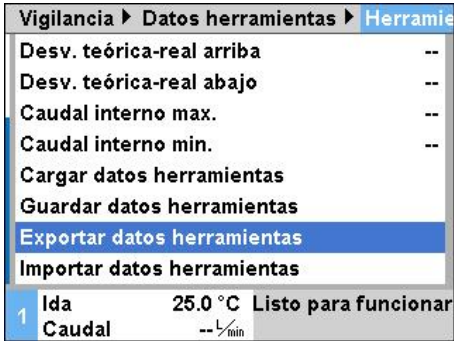 Vigilancia Datos herramientas Herramie
Desv. teórica-real arriba --
Desv. teórica-real abajo --
Caudal interno max. --
Caudal interno min. --
Cargar datos herramientas
Guardar datos herramientas
Exportar datos herramientas
Importar datos herramientas
1 Ida 25.0 °C Listo para funcionar
Caudal -- L/min